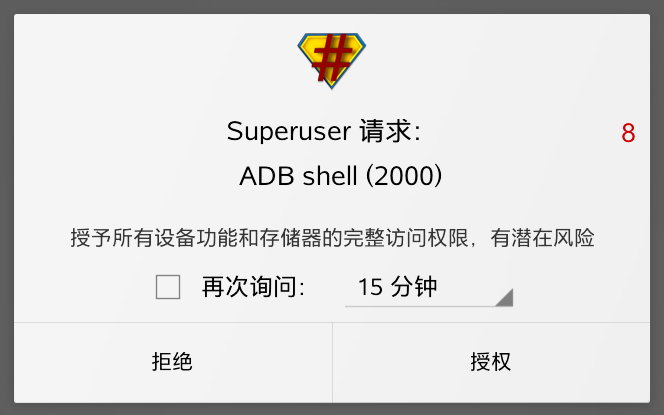 #
Superuser 请求：
8
ADB shell (2000)
授予所有设备功能和存储器的完整访问权限，有潜在风险
再次询问： 15 分钟
拒绝 授权